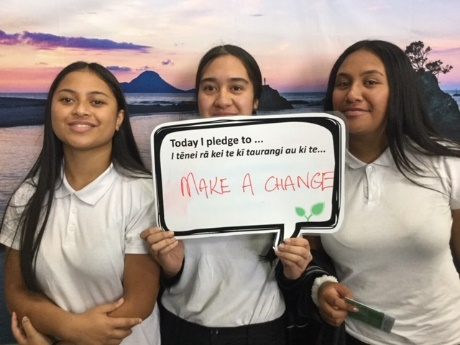 Today I pledge to ...
I tēnei rā kei te kī taurangi au ki te...
MAKE A CHANGE